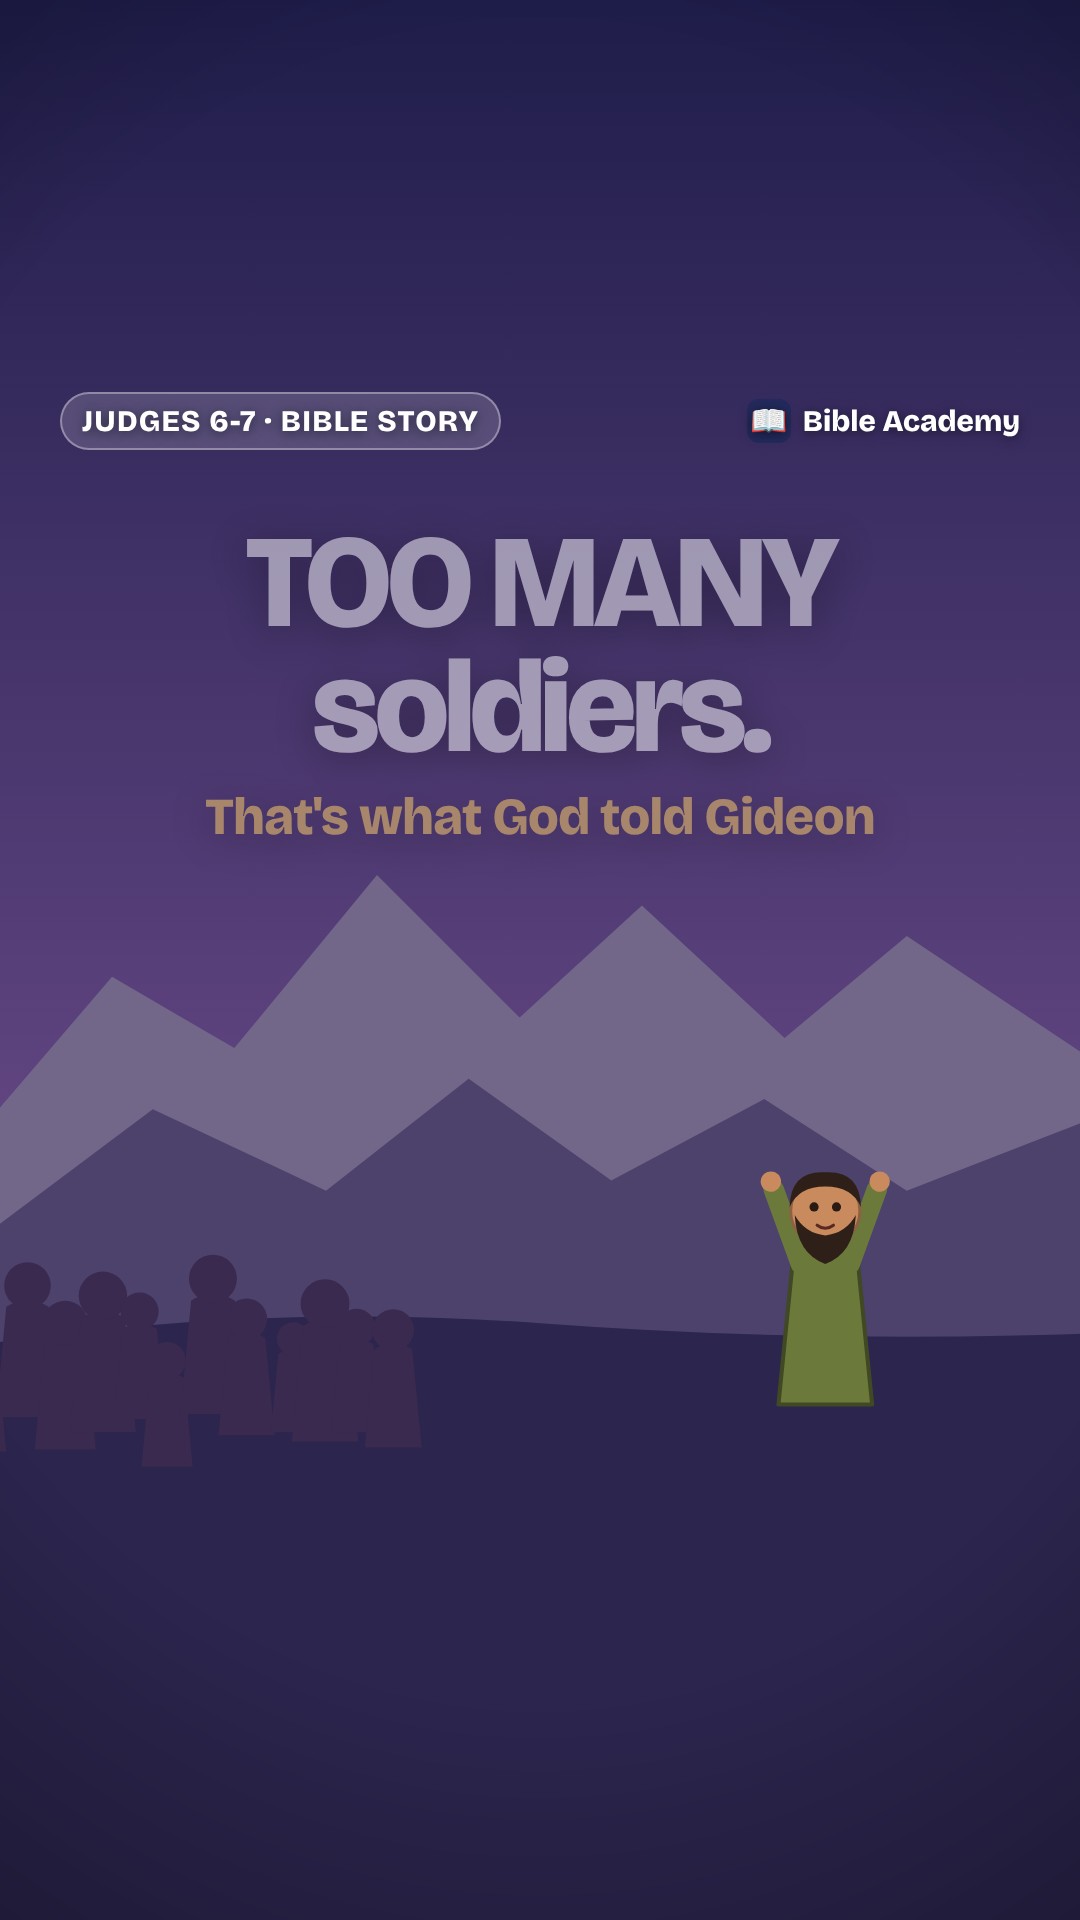 JUDGES 6-7 · BIBLE STORY
Bible Academy
TOO MANY
soldiers.
That's what God told Gideon